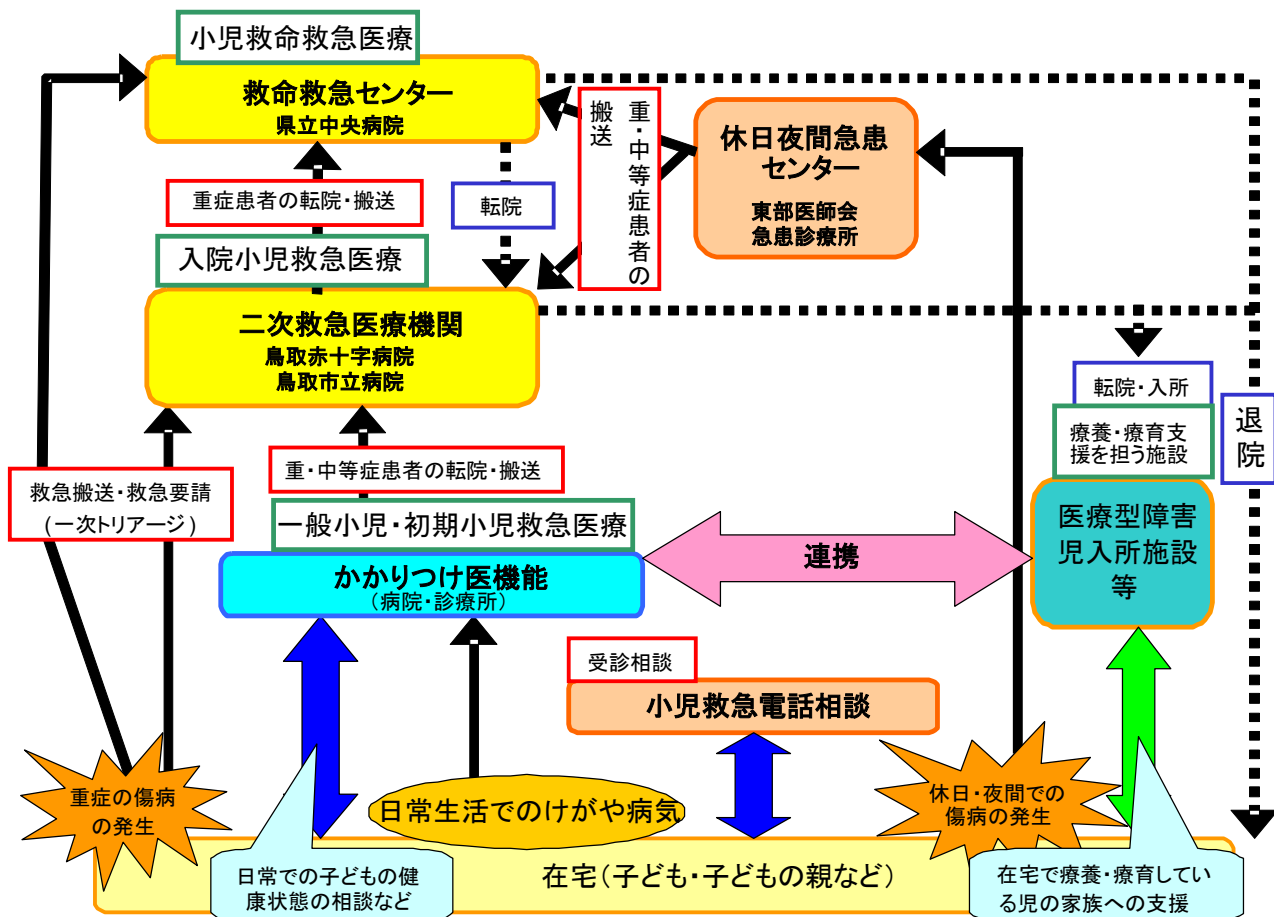 小児救命救急医療
救命救急センター
県立中央病院
重・中等症患者の
搬送
休日夜間急患
センター
東部医師会
急患診療所
重症患者の転院・搬送
転院
入院小児救急医療
二次救急医療機関
鳥取赤十字病院
鳥取市立病院
転院・入所
療養・療育支
援を担う施設
退院
救急搬送・救急要請
(一次トリアージ)
重・中等症患者の転院・搬送
一般小児・初期小児救急医療
かかりつけ医機能
(病院・診療所)
連携
医療型障害
児入所施設
等
受診相談
小児救急電話相談
重症の傷病
の発生
日常生活でのけがや病気
休日・夜間での
傷病の発生
日常での子どもの健
康状態の相談など
在宅(子ども・子どもの親など)
在宅で療養・療育してい
る児の家族への支援